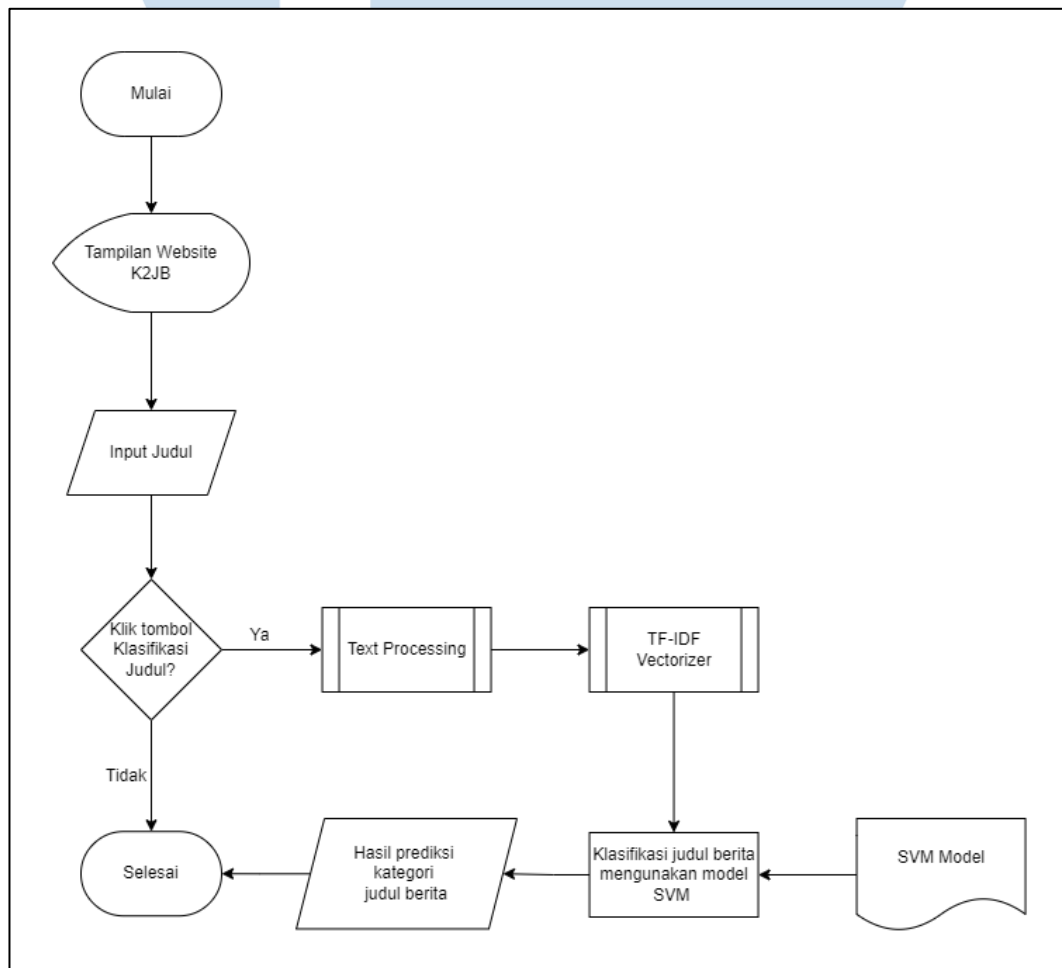 Mulai
Tampilan Website
K2JB
Input Judul
Klik tombol
Klasifikasi
Judul?
Ya
Text Processing
TF-IDF
Vectorizer
Tidak
Selesai
Hasil prediksi
kategori
judul berita
Klasifikasi judul berita
mengunakan model
SVM
SVM Model